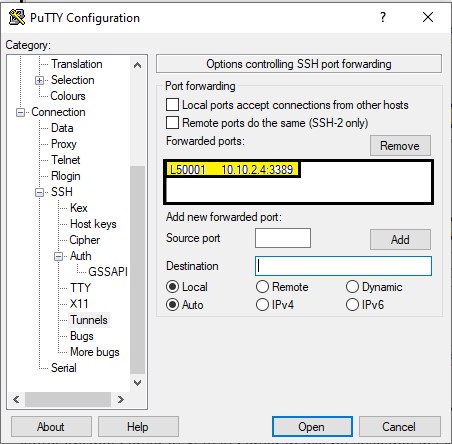 PuTTY Configuration
?
Category:
Translation
Selection
Colours
Connection
Data
Proxy
Telnet
Rlogin
SSH
Kex
Host keys
Cipher
Auth
GSSAPI
TTY
X11
Tunnels
Bugs
More bugs
Serial
Options controlling SSH port forwarding
Port forwarding
Local ports accept connections from other hosts
Remote ports do the same (SSH-2 only)
Forwarded ports:
Remove
L50001 10.10.2.4:3389
Add new forwarded port:
Source port
Add
Destination
Local Remote Dynamic
Auto IPv4 IPv6
About Help Open Cancel